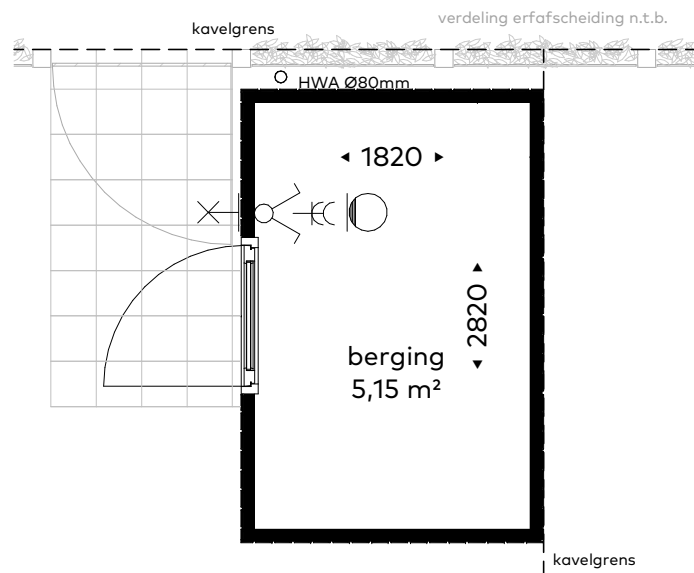 verdeling erfafscheiding n.t.b.
kavelgrens
HWA Ø80mm
1820
2820
berging
5,15 m²
kavelgrens